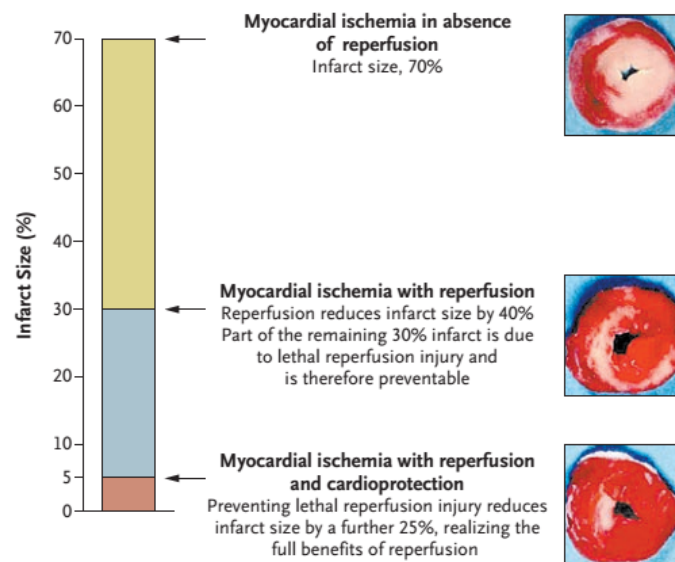 Infarct Size (%)
70
60
50
40
30
20
10
5
0
Myocardial ischemia in absence
of reperfusion
Infarct size, 70%
Myocardial ischemia with reperfusion
Reperfusion reduces infarct size by 40%
Part of the remaining 30% infarct is due
to lethal reperfusion injury and
is therefore preventable
Myocardial ischemia with reperfusion
and cardioprotection
Preventing lethal reperfusion injury reduces
infarct size by a further 25%, realizing the
full benefits of reperfusion